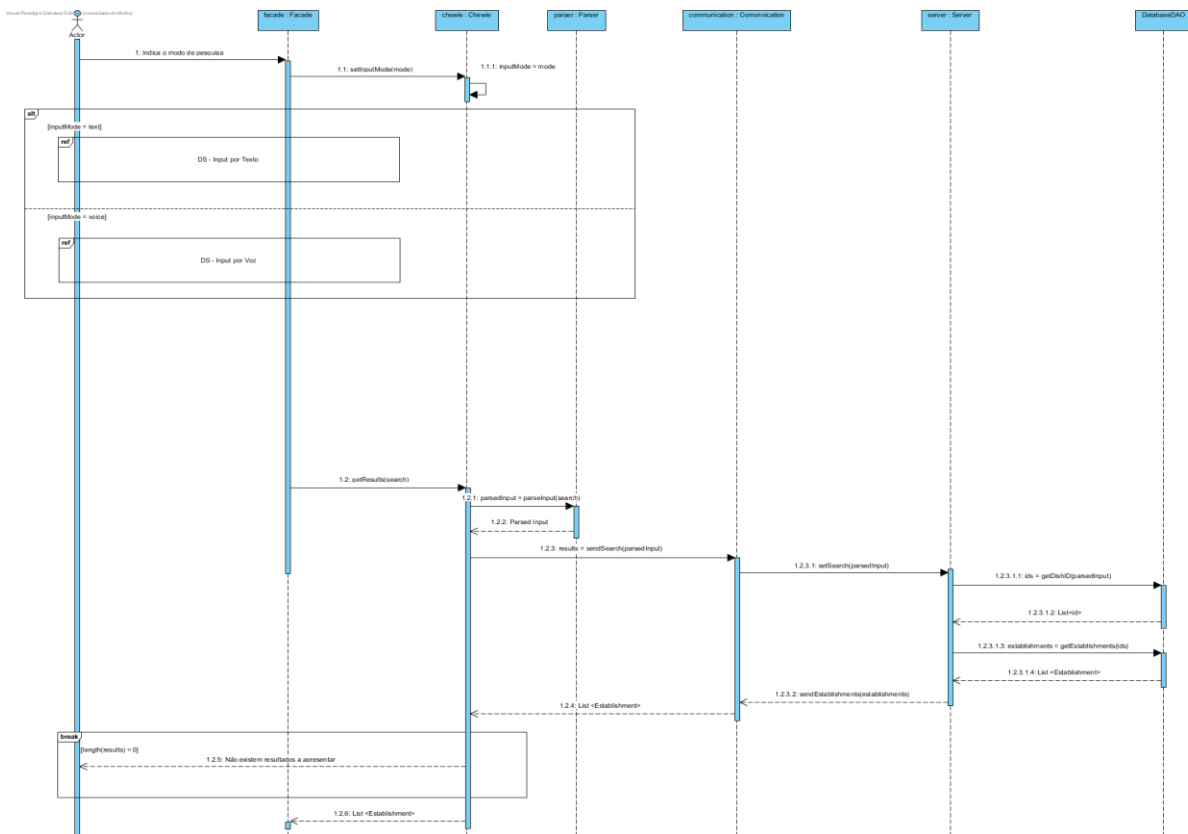 Visual Paradigm Standard
Actor
facade : Facade
chewie : Chewie
parser : Parser
communication : Comunnication
server : Server
DatabaseDAO
1: Indica o modo de pesquisa
1.1: setInputMode(mode)
1.1.1: inputMode = mode
alt
[inputMode = text]
ref
DS - Input por Texto
[inputMode = voice]
ref
DS - Input por Voz
1.2: getResults(search)
1.2.1: parsedInput = parseInput(search)
1.2.2: Parsed Input
1.2.3: results = sendSearch(parsedInput)
1.2.3.1: setSearch(parsedInput)
1.2.3.1.1: ids = getDishID(parsedInput)
1.2.3.1.2: List<id>
1.2.3.1.3: establishments = getEstablishments(ids)
1.2.3.1.4: List <Establishment>
1.2.3.2: sendEstablishments(establishments)
1.2.4: List <Establishment>
break
[length(results) = 0]
1.2.5: Não existem resultados a apresentar
1.2.6: List <Establishment>